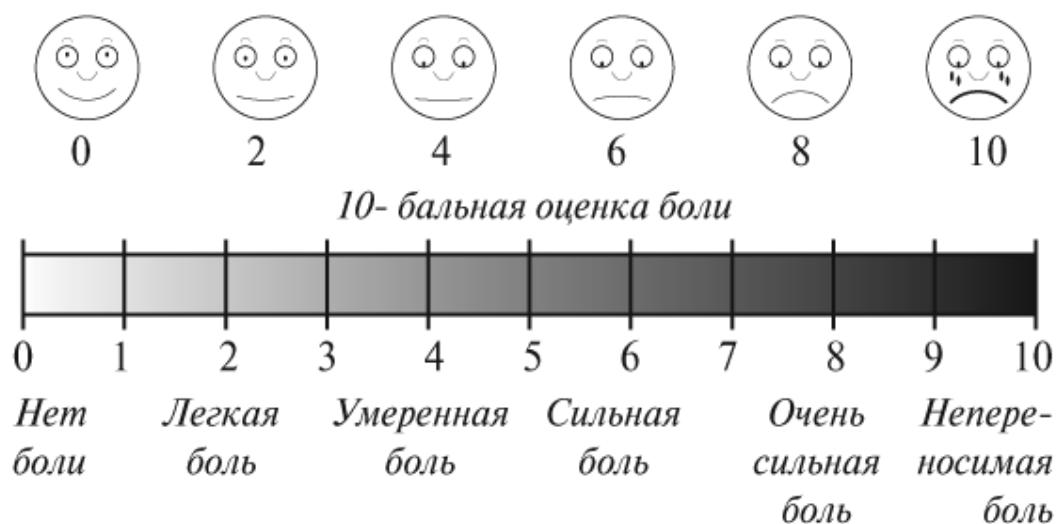 0 2 4 6 8 10
10- бальная оценка боли
0 1 2 3 4 5 6 7 8 9 10
Нет Легкая Умеренная Сильная Очень Непере-
боли боль боль боль сильная носимая
боль боль